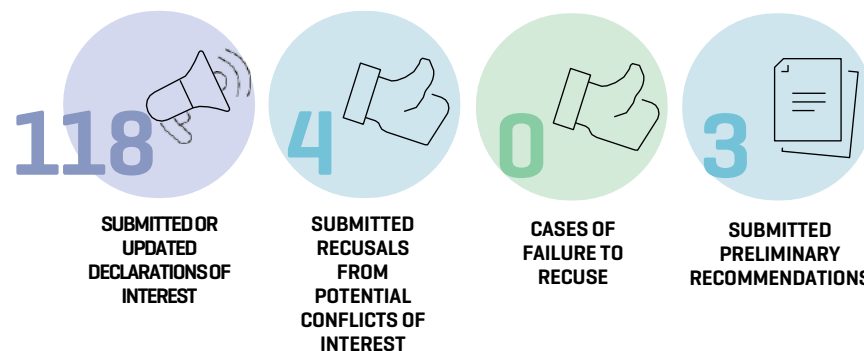 118
SUBMITTED OR
UPDATED
DECLARATIONS OF
INTEREST
4
SUBMITTED
RECUSALS
FROM
POTENTIAL
CONFLICTS OF
INTEREST
0
CASES OF
FAILURE TO
RECUSE
3
SUBMITTED
PRELIMINARY
RECOMMENDATIONS